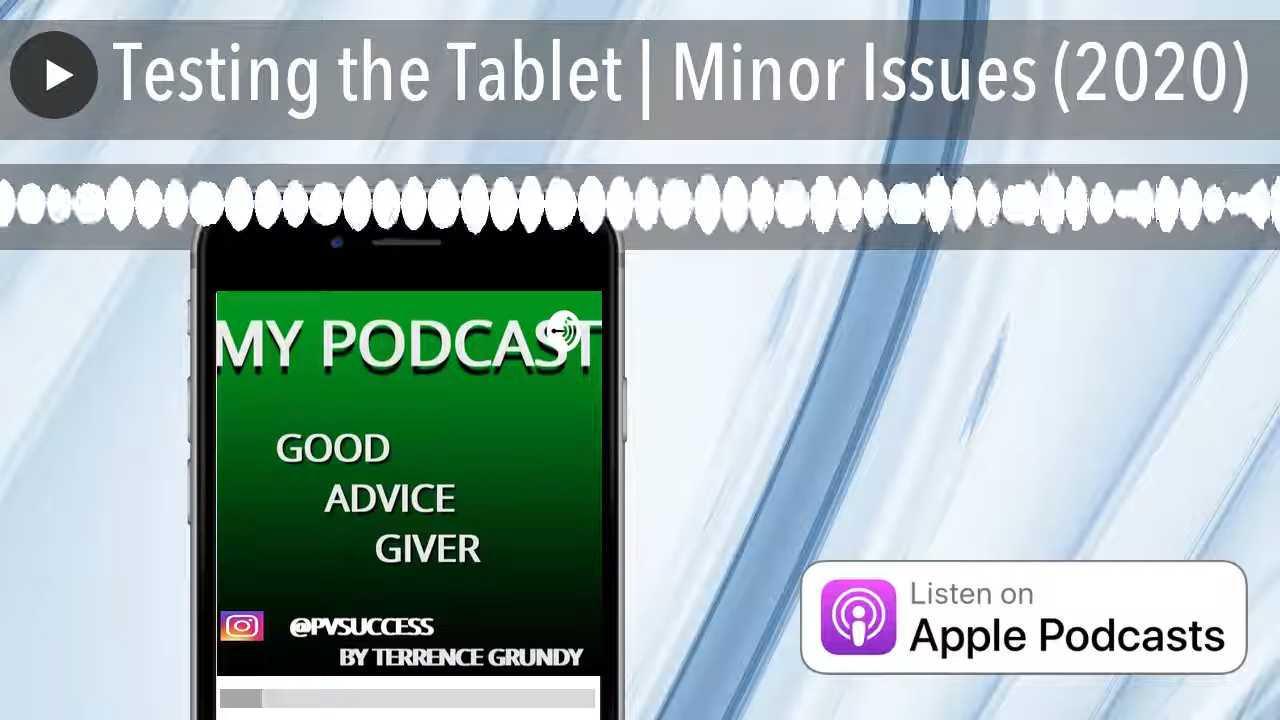 Testing the Tablet | Minor Issues (2020)
MY PODCAST
GOOD
ADVICE
GIVER
@PVSUCCESS
BY TERRENCE GRUNDY
Listen on
Apple Podcasts